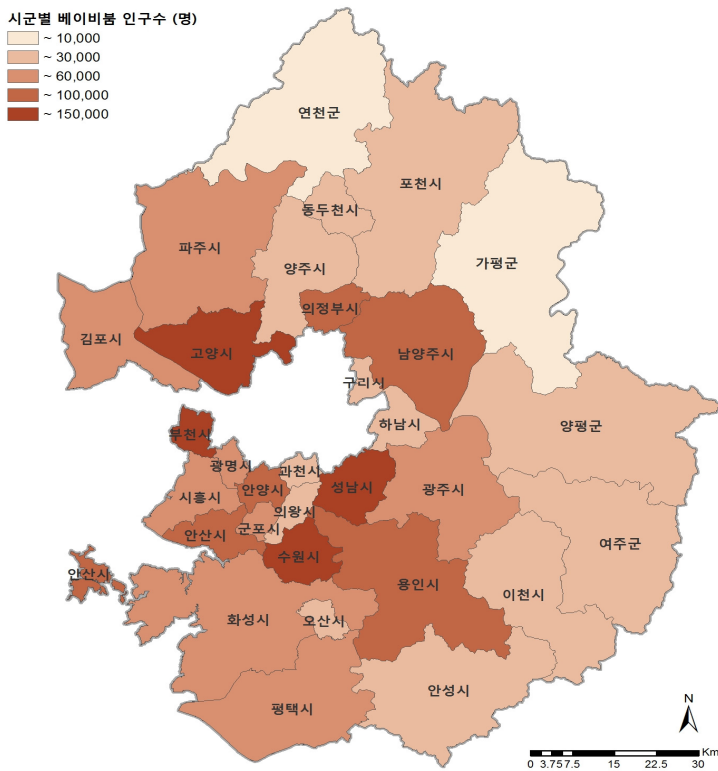 시군별 베이비붐 인구수 (명)
~ 10,000
~ 30,000
~ 60,000
~ 100,000
~ 150,000
연천군
포천시
동두천시
파주시
양주시
가평군
의정부시
김포시
고양시
남양주시
구리시
하남시
양평군
부천시
광명시
과천시
성남시
시흥시
안양시
광주시
의왕시
안산시
군포시
수원시
여주군
안산시
용인시
이천시
화성시
오산시
안성시
평택시
N
Km
0 3.75 7.5 15 22.5 30